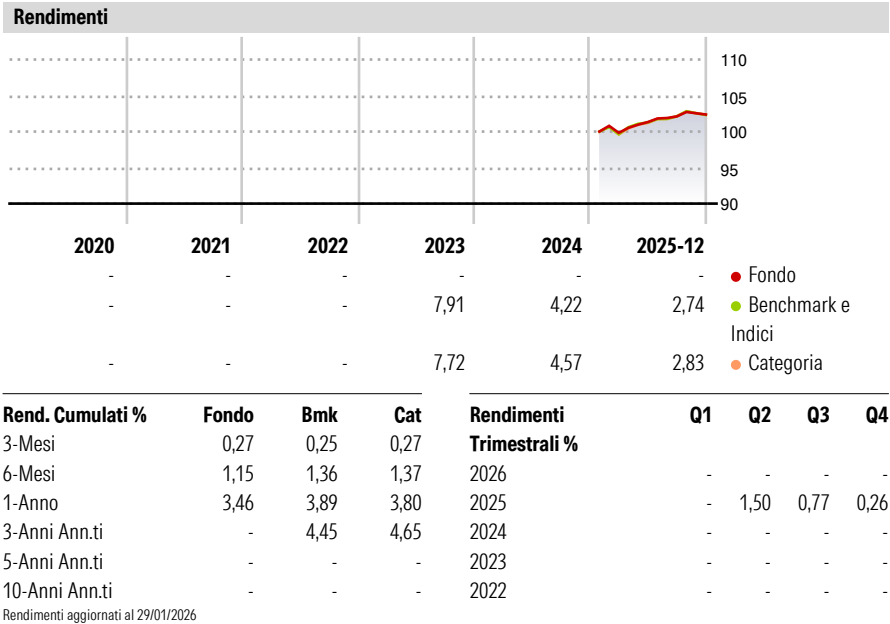 Rendimenti
110
105
100
95
90
2020 2021 2022 2023 2024 2025-12
- - - - - - Fondo
- - - 7,91 4,22 2,74 Benchmark e
Indici
- - - 7,72 4,57 2,83 Categoria
Rend. Cumulati % Fondo Bmk Cat
3-Mesi 0,27 0,25 0,27
6-Mesi 1,15 1,36 1,37
1-Anno 3,46 3,89 3,80
3-Anni Ann.ti - 4,45 4,65
5-Anni Ann.ti - - -
10-Anni Ann.ti - - -
Rendimenti Q1 Q2 Q3 Q4
Trimestrali %
2026 - - - -
2025 - 1,50 0,77 0,26
2024 - - - -
2023 - - - -
2022 - - - -
Rendimenti aggiornati al 29/01/2026